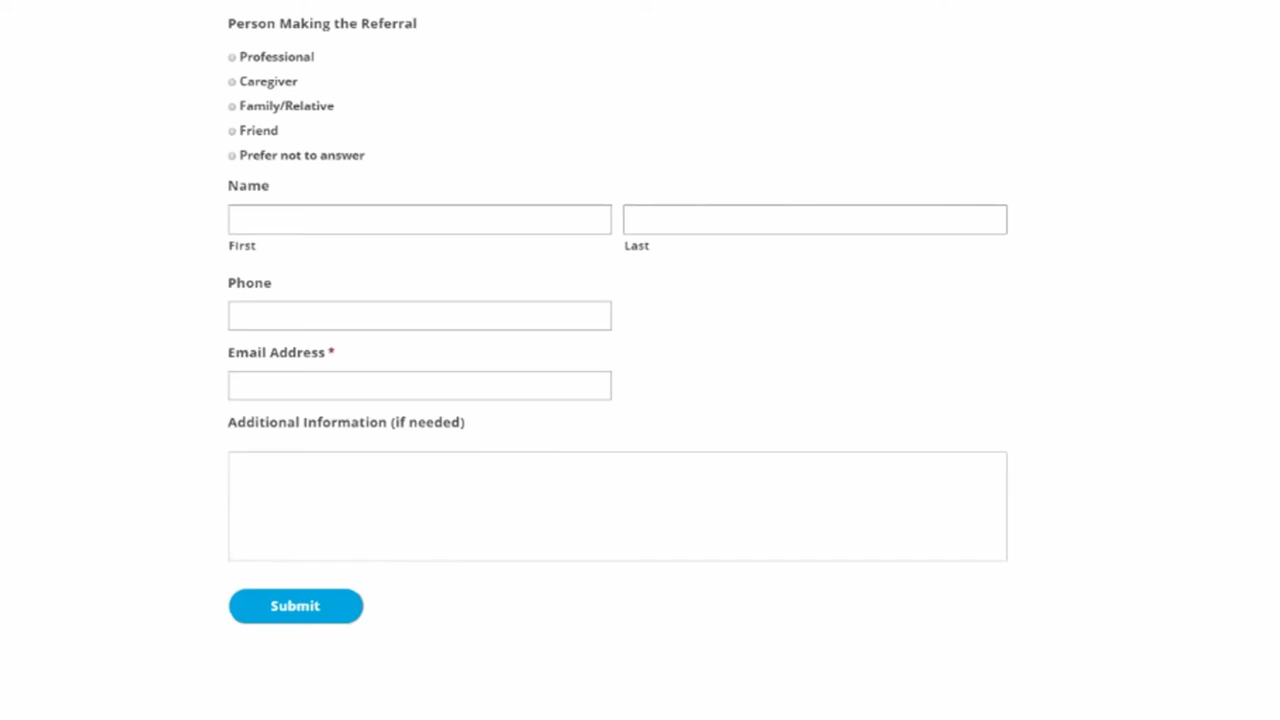 Person Making the Referral
Professional
Caregiver
Family/Relative
Friend
Prefer not to answer
Name
First
Last
Phone
Email Address *
Additional Information (if needed)
Submit